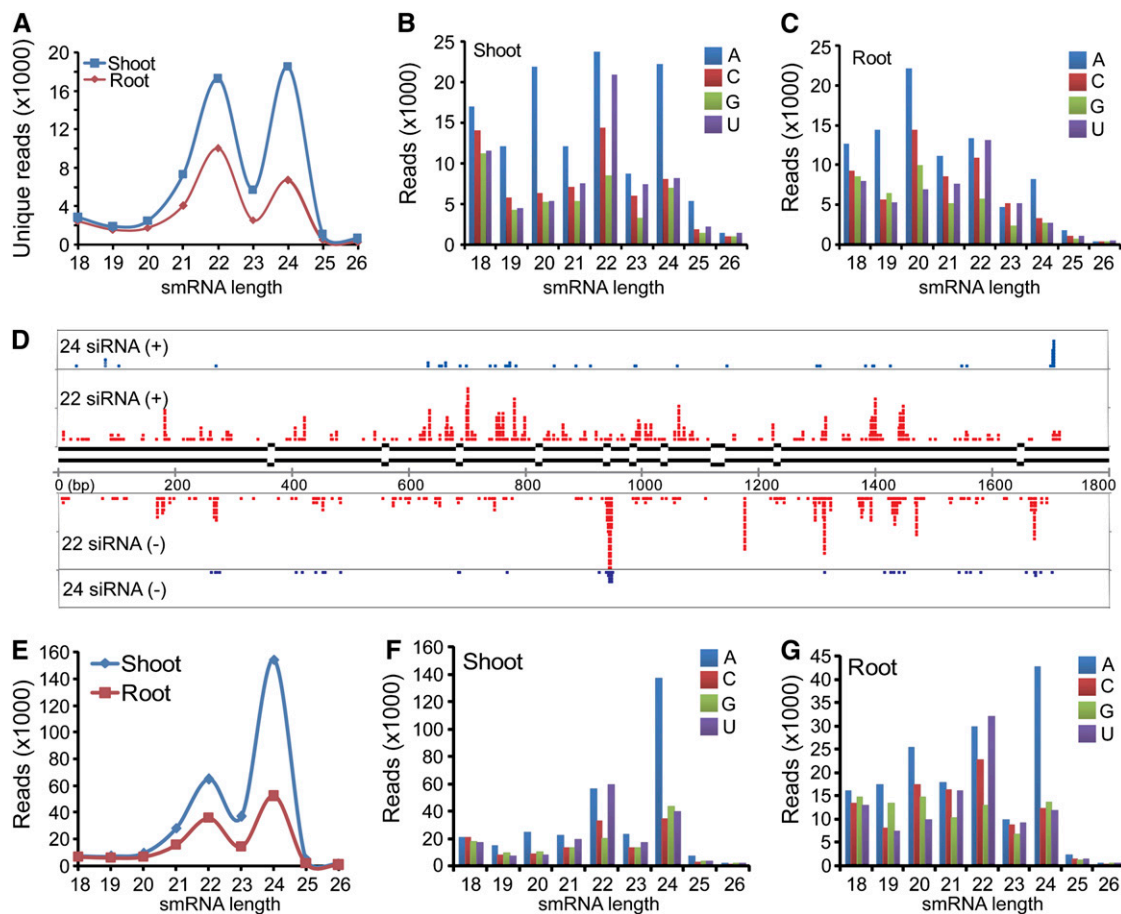 A
Unique reads (x1000)
20
16
12
8
4
0
Shoot
Root
18 19 20 21 22 23 24 25 26
smRNA length
B
Reads (x1000)
25
20
15
10
5
0
Shoot
A
C
G
U
18 19 20 21 22 23 24 25 26
smRNA length
C
Reads (x1000)
25
20
15
10
5
0
Root
A
C
G
U
18 19 20 21 22 23 24 25 26
smRNA length
D
24 siRNA (+)
22 siRNA (+)
0 (bp) 200 400 600 800 1000 1200 1400 1600 1800
22 siRNA (-)
24 siRNA (-)
E
Reads (x1000)
160
140
120
100
80
60
40
20
0
Shoot
Root
18 19 20 21 22 23 24 25 26
smRNA length
F
Reads (x1000)
160
140
120
100
80
60
40
20
0
Shoot
A
C
G
U
18 19 20 21 22 23 24 25 26
smRNA length
G
Reads (x1000)
45
40
35
30
25
20
15
10
5
0
Root
A
C
G
U
18 19 20 21 22 23 24 25 26
smRNA length